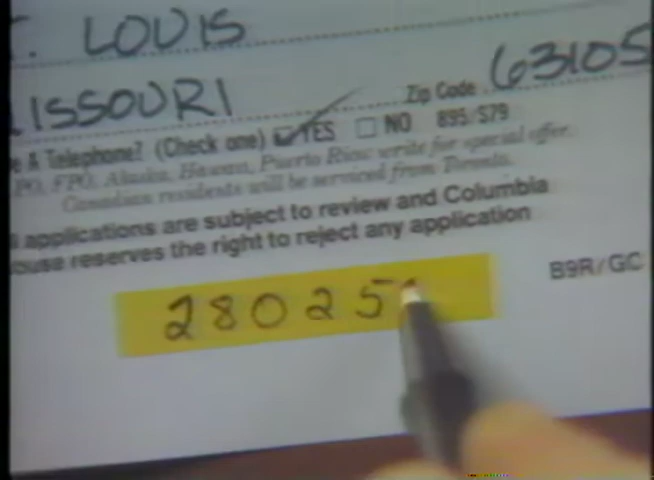 T. LOUIS
MISSOURI Zip Code 63105
e A Telephone? (Check one) YES NO 895/S79
PO, FPO, Alaska, Hawaii, Puerto Rico: write for special offer.
Canadian residents will be serviced from Toronto.
l applications are subject to review and Columbia
ouse reserves the right to reject any application
B9R/GC
28025